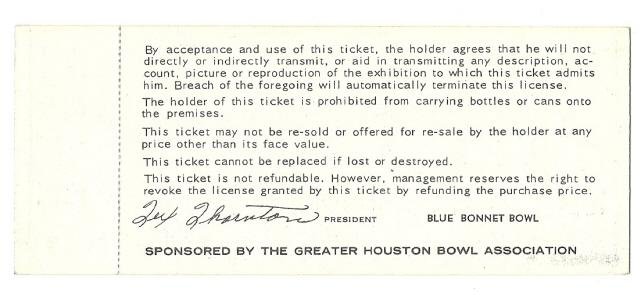 By acceptance and use of this ticket, the holder agrees that he will not
directly or indirectly transmit, or aid in transmitting any description, ac-
count, picture or reproduction of the exhibition to which this ticket admits
him. Breach of the foregoing will automatically terminate this license.
The holder of this ticket is prohibited from carrying bottles or cans onto
the premises.
This ticket may not be re-sold or offered for re-sale by the holder at any
price other than its face value.
This ticket cannot be replaced if lost or destroyed.
This ticket is not refundable. However, management reserves the right to
revoke the license granted by this ticket by refunding the purchase price.
Tex Thornton PRESIDENT BLUE BONNET BOWL
SPONSORED BY THE GREATER HOUSTON BOWL ASSOCIATION